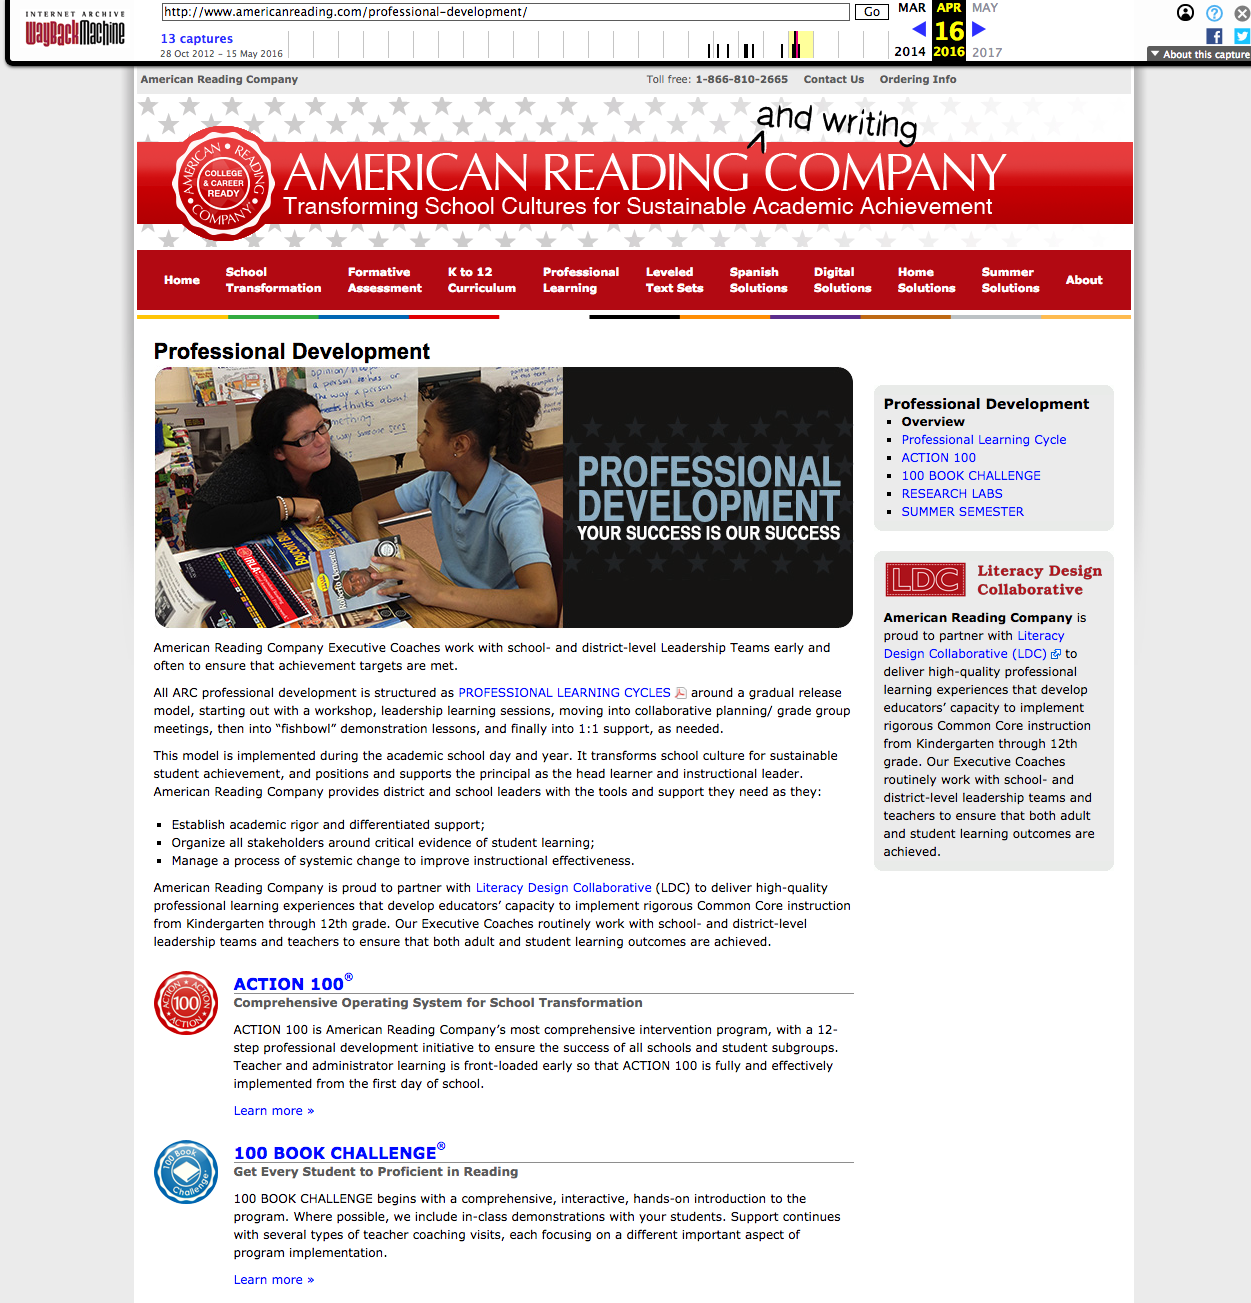 INTERNET ARCHIVE
WayBackMachine
http://www.americanreading.com/professional-development/
Go
MAR
APR
MAY
13 captures
16
28 Oct 2012 – 15 May 2016
2014
2016
2017
About this capture
American Reading Company
Toll free: 1-866-810-2665
Contact Us
Ordering Info
and writing
AMERICAN READING COMPANY
COLLEGE & CAREER READY
AMERICAN READING COMPANY
Transforming School Cultures for Sustainable Academic Achievement
Home
School Transformation
Formative Assessment
K to 12 Curriculum
Professional Learning
Leveled Text Sets
Spanish Solutions
Digital Solutions
Home Solutions
Summer Solutions
About
Professional Development
PROFESSIONAL
DEVELOPMENT
YOUR SUCCESS IS OUR SUCCESS
IRLA
Roberto Clemente
American Reading Company Executive Coaches work with school- and district-level Leadership Teams early and
often to ensure that achievement targets are met.
All ARC professional development is structured as PROFESSIONAL LEARNING CYCLES around a gradual release
model, starting out with a workshop, leadership learning sessions, moving into collaborative planning/ grade group
meetings, then into “fishbowl” demonstration lessons, and finally into 1:1 support, as needed.
This model is implemented during the academic school day and year. It transforms school culture for sustainable
student achievement, and positions and supports the principal as the head learner and instructional leader.
American Reading Company provides district and school leaders with the tools and support they need as they:
Establish academic rigor and differentiated support;
Organize all stakeholders around critical evidence of student learning;
Manage a process of systemic change to improve instructional effectiveness.
American Reading Company is proud to partner with Literacy Design Collaborative (LDC) to deliver high-quality
professional learning experiences that develop educators’ capacity to implement rigorous Common Core instruction
from Kindergarten through 12th grade. Our Executive Coaches routinely work with school- and district-level
leadership teams and teachers to ensure that both adult and student learning outcomes are achieved.
ACTION 100
ACTION 100®
Comprehensive Operating System for School Transformation
ACTION 100 is American Reading Company’s most comprehensive intervention program, with a 12-
step professional development initiative to ensure the success of all schools and student subgroups.
Teacher and administrator learning is front-loaded early so that ACTION 100 is fully and effectively
implemented from the first day of school.
Learn more »
100 Book Challenge
100 BOOK CHALLENGE®
Get Every Student to Proficient in Reading
100 BOOK CHALLENGE begins with a comprehensive, interactive, hands-on introduction to the
program. Where possible, we include in-class demonstrations with your students. Support continues
with several types of teacher coaching visits, each focusing on a different important aspect of
program implementation.
Learn more »
Professional Development
Overview
Professional Learning Cycle
ACTION 100
100 BOOK CHALLENGE
RESEARCH LABS
SUMMER SEMESTER
LDC
Literacy Design
Collaborative
American Reading Company is
proud to partner with Literacy
Design Collaborative (LDC) to
deliver high-quality professional
learning experiences that develop
educators’ capacity to implement
rigorous Common Core instruction
from Kindergarten through 12th
grade. Our Executive Coaches
routinely work with school- and
district-level leadership teams and
teachers to ensure that both adult
and student learning outcomes are
achieved.